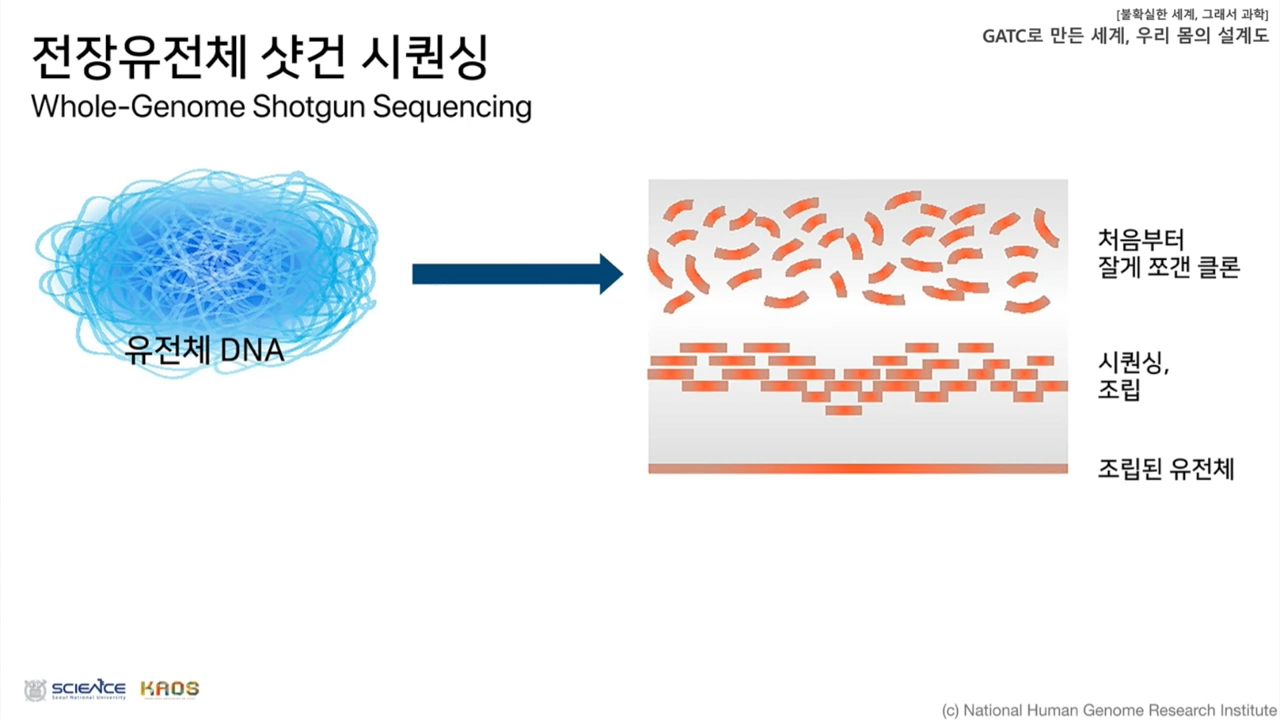 [불확실한 세계, 그래서 과학]
GATC로 만든 세계, 우리 몸의 설계도
전장유전체 샷건 시퀀싱
Whole-Genome Shotgun Sequencing
유전체 DNA
처음부터
잘게 쪼갠 클론
시퀀싱,
조립
조립된 유전체
SCIENCE
Seoul National University
KAOS
(c) National Human Genome Research Institute